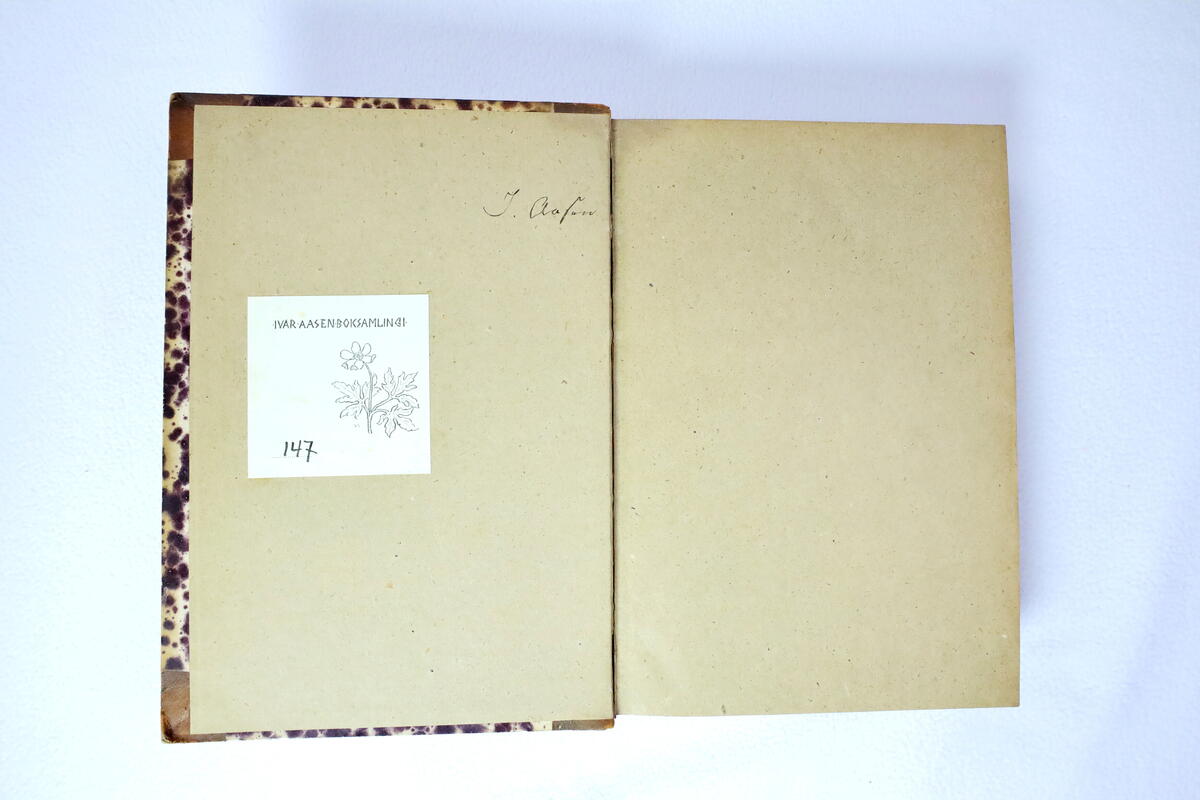 J. Aasen
·IVAR·AASEN·BOKSAMLINGI·
147